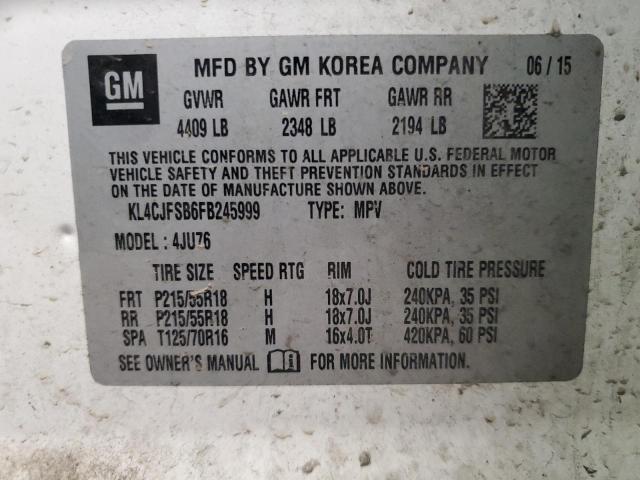 GM MFD BY GM KOREA COMPANY 06/15
GVWR GAWR FRT GAWR RR
4409 LB 2348 LB 2194 LB
THIS VEHICLE CONFORMS TO ALL APPLICABLE U.S. FEDERAL MOTOR
VEHICLE SAFETY AND THEFT PREVENTION STANDARDS IN EFFECT
ON THE DATE OF MANUFACTURE SHOWN ABOVE.
KL4CJFSB6FB245999 TYPE: MPV
MODEL: 4JU76
TIRE SIZE SPEED RTG RIM COLD TIRE PRESSURE
FRT P215/55R18 H 18x7.0J 240KPA, 35 PSI
RR P215/55R18 H 18x7.0J 240KPA, 35 PSI
SPA T125/70R16 M 16x4.0T 420KPA, 60 PSI
SEE OWNER'S MANUAL FOR MORE INFORMATION.